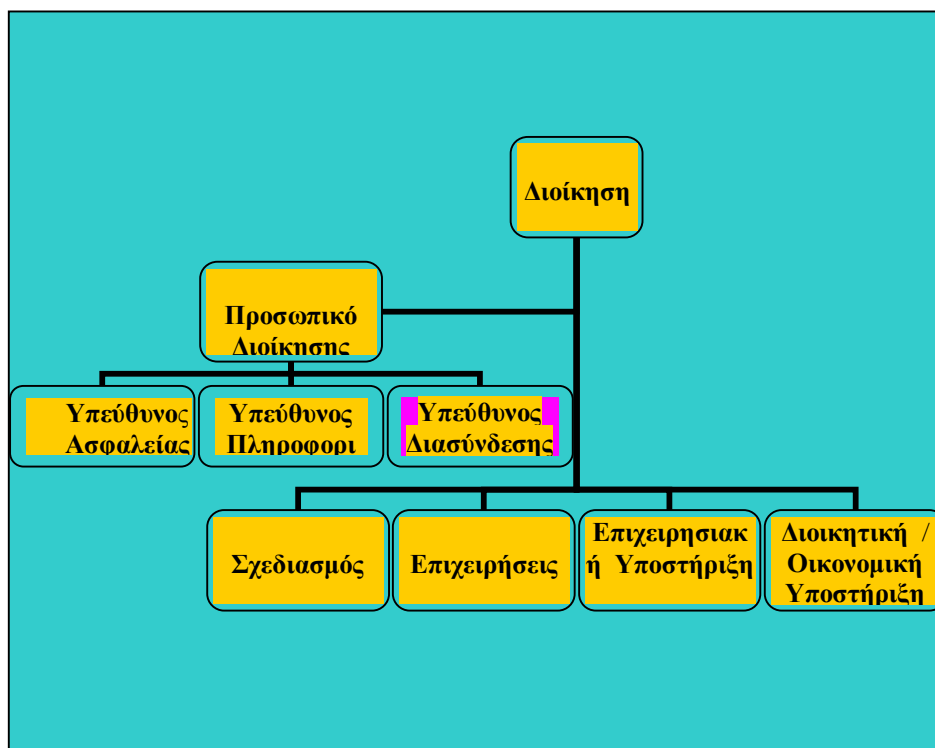 Διοίκηση
Προσωπικό
Διοίκησης
Υπεύθυνος
Ασφαλείας
Υπεύθυνος
Πληροφορι
Υπεύθυνος
Διασύνδεσης
Σχεδιασμός
Επιχειρήσεις
Επιχειρησιακ
ή Υποστήριξη
Διοικητική /
Οικονομική
Υποστήριξη